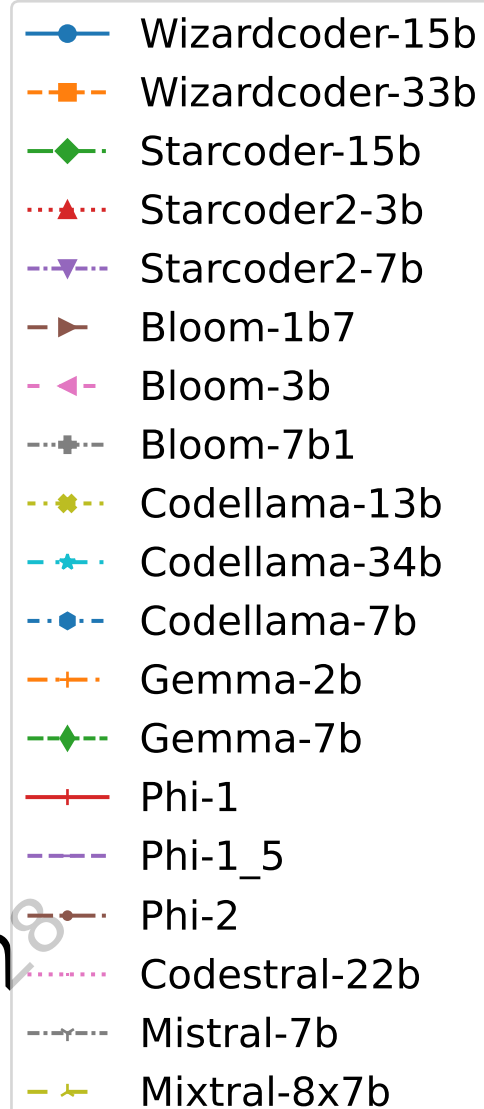 Wizardcoder-15b
Wizardcoder-33b
Starcoder-15b
Starcoder2-3b
Starcoder2-7b
Bloom-1b7
Bloom-3b
Bloom-7b1
Codellama-13b
Codellama-34b
Codellama-7b
Gemma-2b
Gemma-7b
Phi-1
Phi-1_5
Phi-2
Codestral-22b
Mistral-7b
Mixtral-8x7b